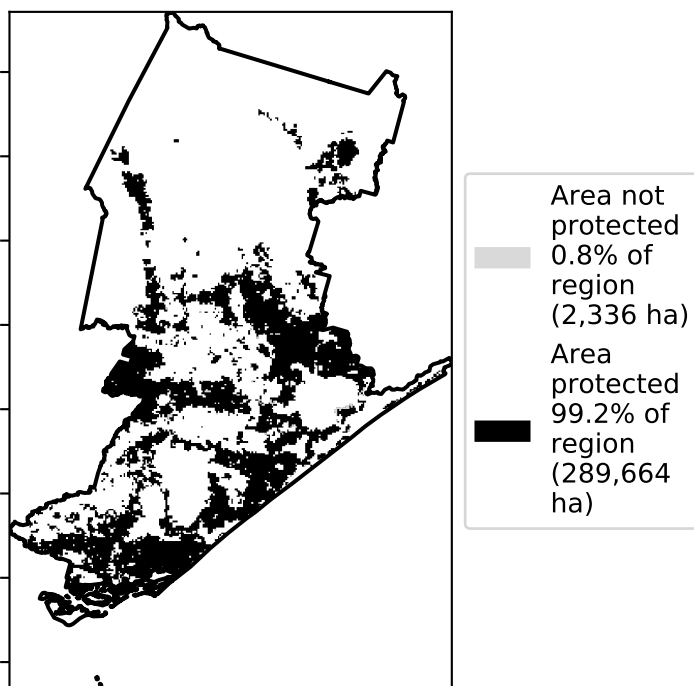 Area not
protected
0.8% of
region
(2,336 ha)
Area
protected
99.2% of
region
(289,664
ha)